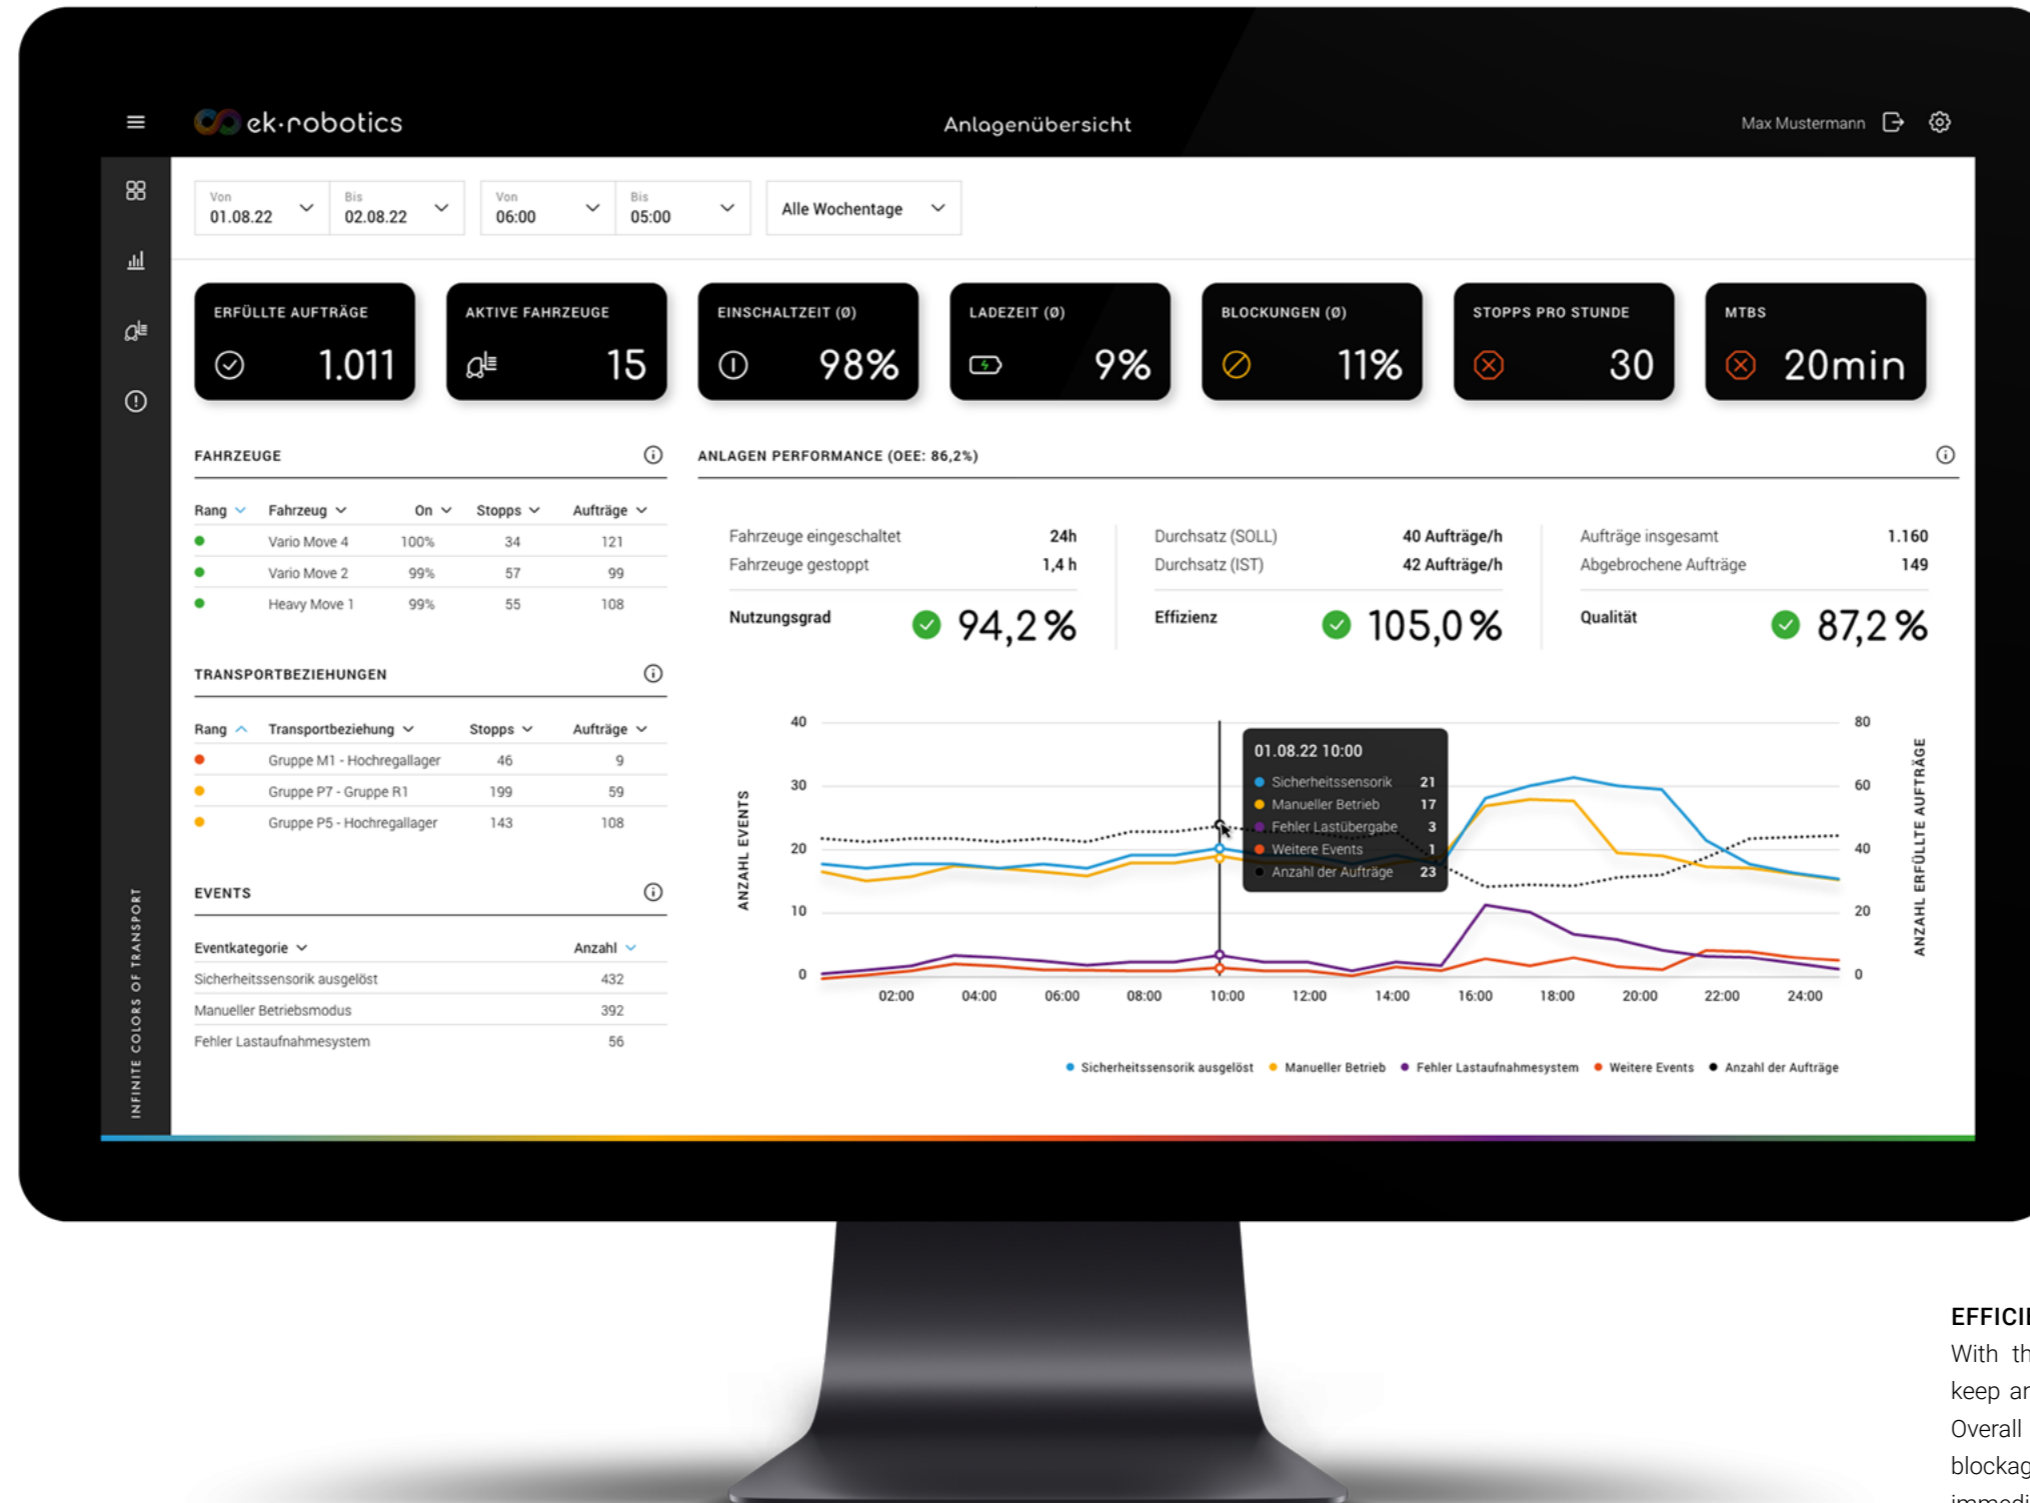 ek·robotics
Anlagenübersicht
Max Mustermann
Von
01.08.22
Bis
02.08.22
Von
06:00
Bis
05:00
Alle Wochentage
ERFÜLLTE AUFTRÄGE
1.011
AKTIVE FAHRZEUGE
15
EINSCHALTZEIT (Ø)
98%
LADEZEIT (Ø)
9%
BLOCKUNGEN (Ø)
11%
STOPPS PRO STUNDE
30
MTBS
20min
FAHRZEUGE
Rang Fahrzeug On Stopps Aufträge
Vario Move 4 100% 34 121
Vario Move 2 99% 57 99
Heavy Move 1 99% 55 108
TRANSPORTBEZIEHUNGEN
Rang Transportbeziehung Stopps Aufträge
Gruppe M1 - Hochregallager 46 9
Gruppe P7 - Gruppe R1 199 59
Gruppe P5 - Hochregallager 143 108
EVENTS
Eventkategorie Anzahl
Sicherheitssensorik ausgelöst 432
Manueller Betriebsmodus 392
Fehler Lastaufnahmesystem 56
INFINITE COLORS OF TRANSPORT
ANLAGEN PERFORMANCE (OEE: 86,2%)
Fahrzeuge eingeschaltet 24h
Fahrzeuge gestoppt 1,4 h
Nutzungsgrad 94,2 %
Durchsatz (SOLL) 40 Aufträge/h
Durchsatz (IST) 42 Aufträge/h
Effizienz 105,0 %
Aufträge insgesamt 1.160
Abgebrochene Aufträge 149
Qualität 87,2 %
ANZAHL EVENTS
40
30
20
10
0
01.08.22 10:00
Sicherheitssensorik 21
Manueller Betrieb 17
Fehler Lastübergabe 3
Weitere Events 1
Anzahl der Aufträge 23
80
60
40
20
0
ANZAHL ERFÜLLTE AUFTRÄGE
02:00 04:00 06:00 08:00 10:00 12:00 14:00 16:00 18:00 20:00 22:00 24:00
Sicherheitssensorik ausgelöst Manueller Betrieb Fehler Lastaufnahmesystem Weitere Events Anzahl der Aufträge
With
keep
Overall